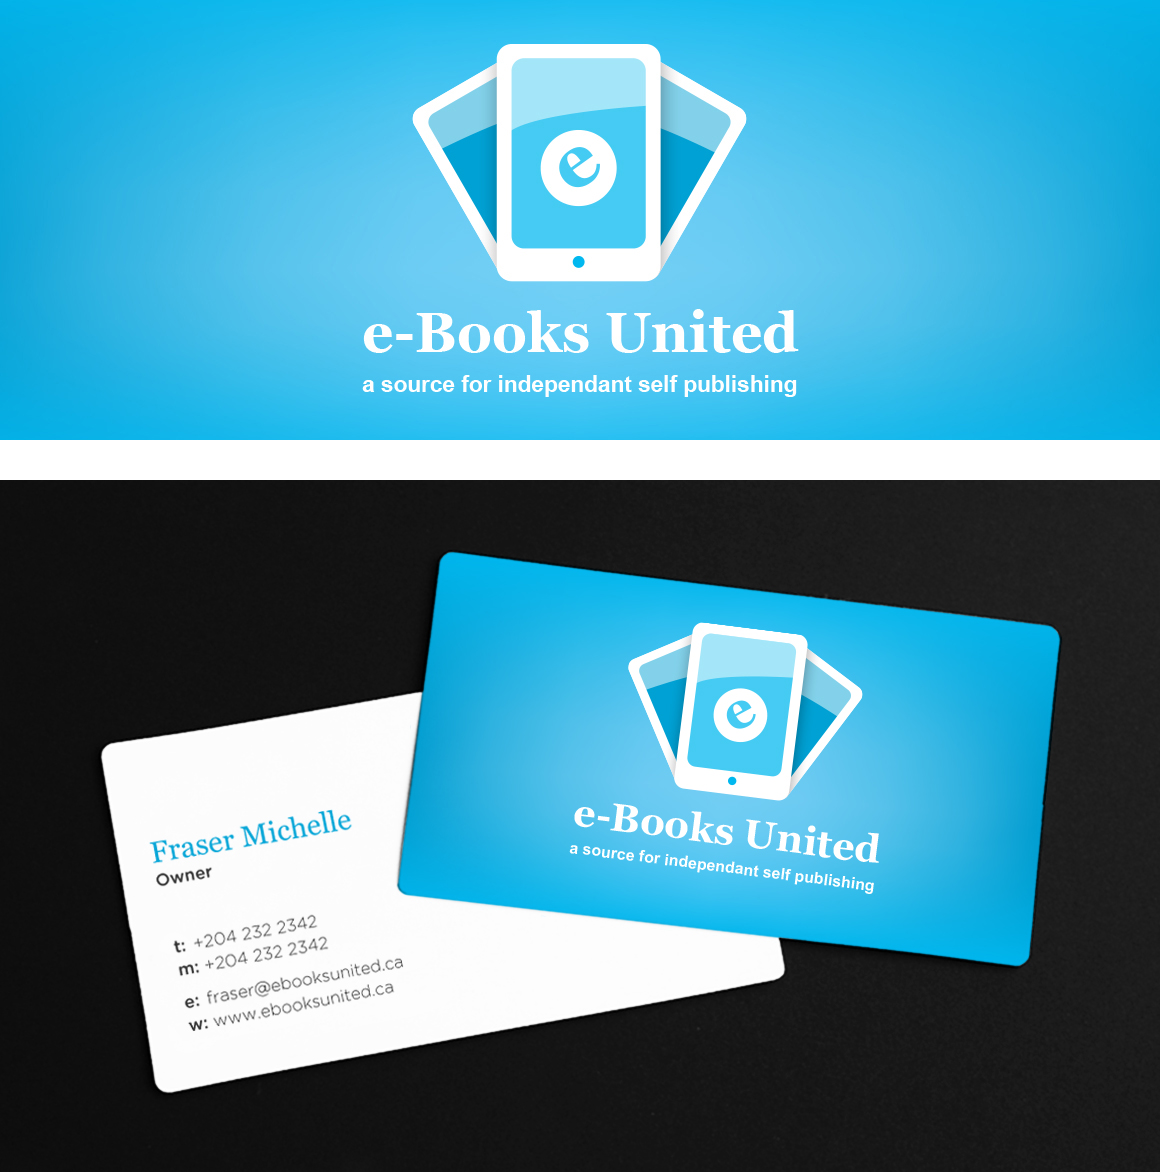 e
e-Books United
a source for independant self publishing
e
e-Books United
a source for independant self publishing
Fraser Michelle
Owner
t: +204 232 2342
m: +204 232 2342
e: fraser@ebooksunited.ca
w: www.ebooksunited.ca